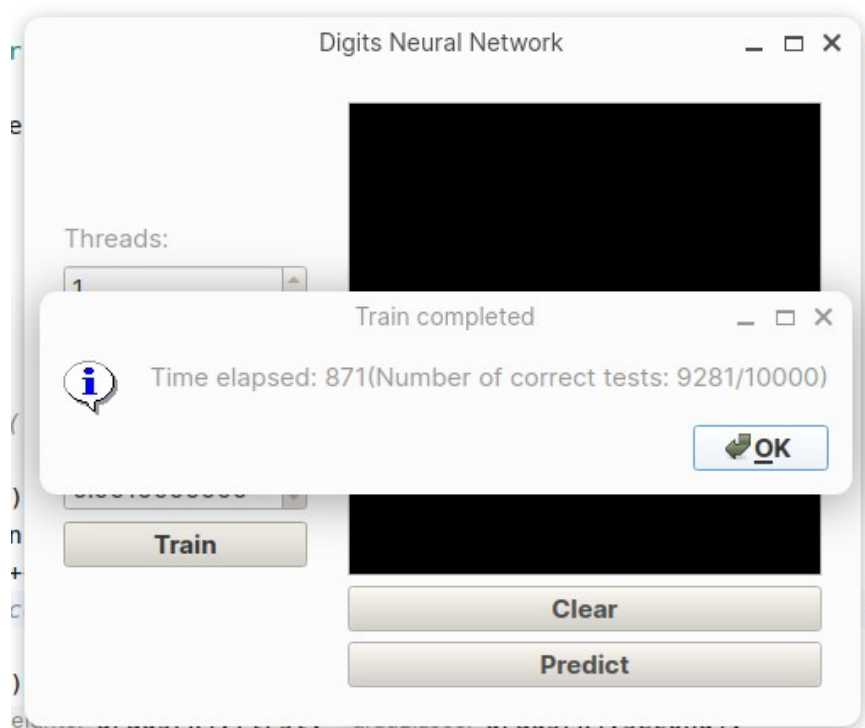 Digits Neural Network
Threads:
1
Train completed
Time elapsed: 871(Number of correct tests: 9281/10000)
OK
Train
Clear
Predict